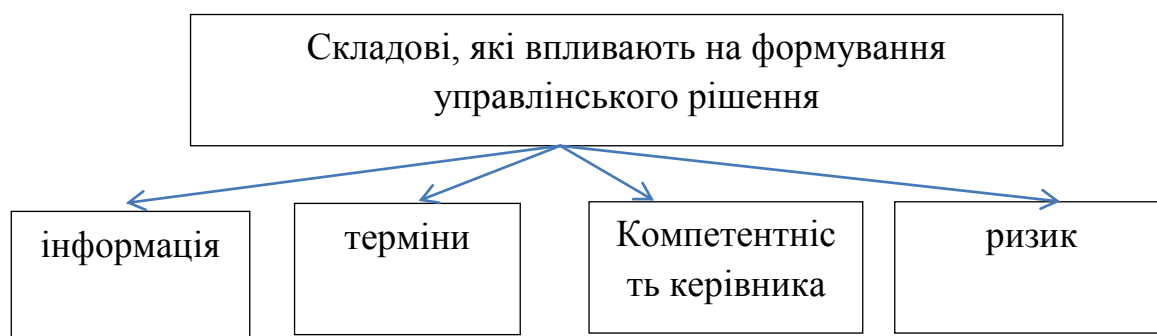 Складові, які впливають на формування
управлінського рішення
інформація
терміни
Компетентніс
ть керівника
ризик